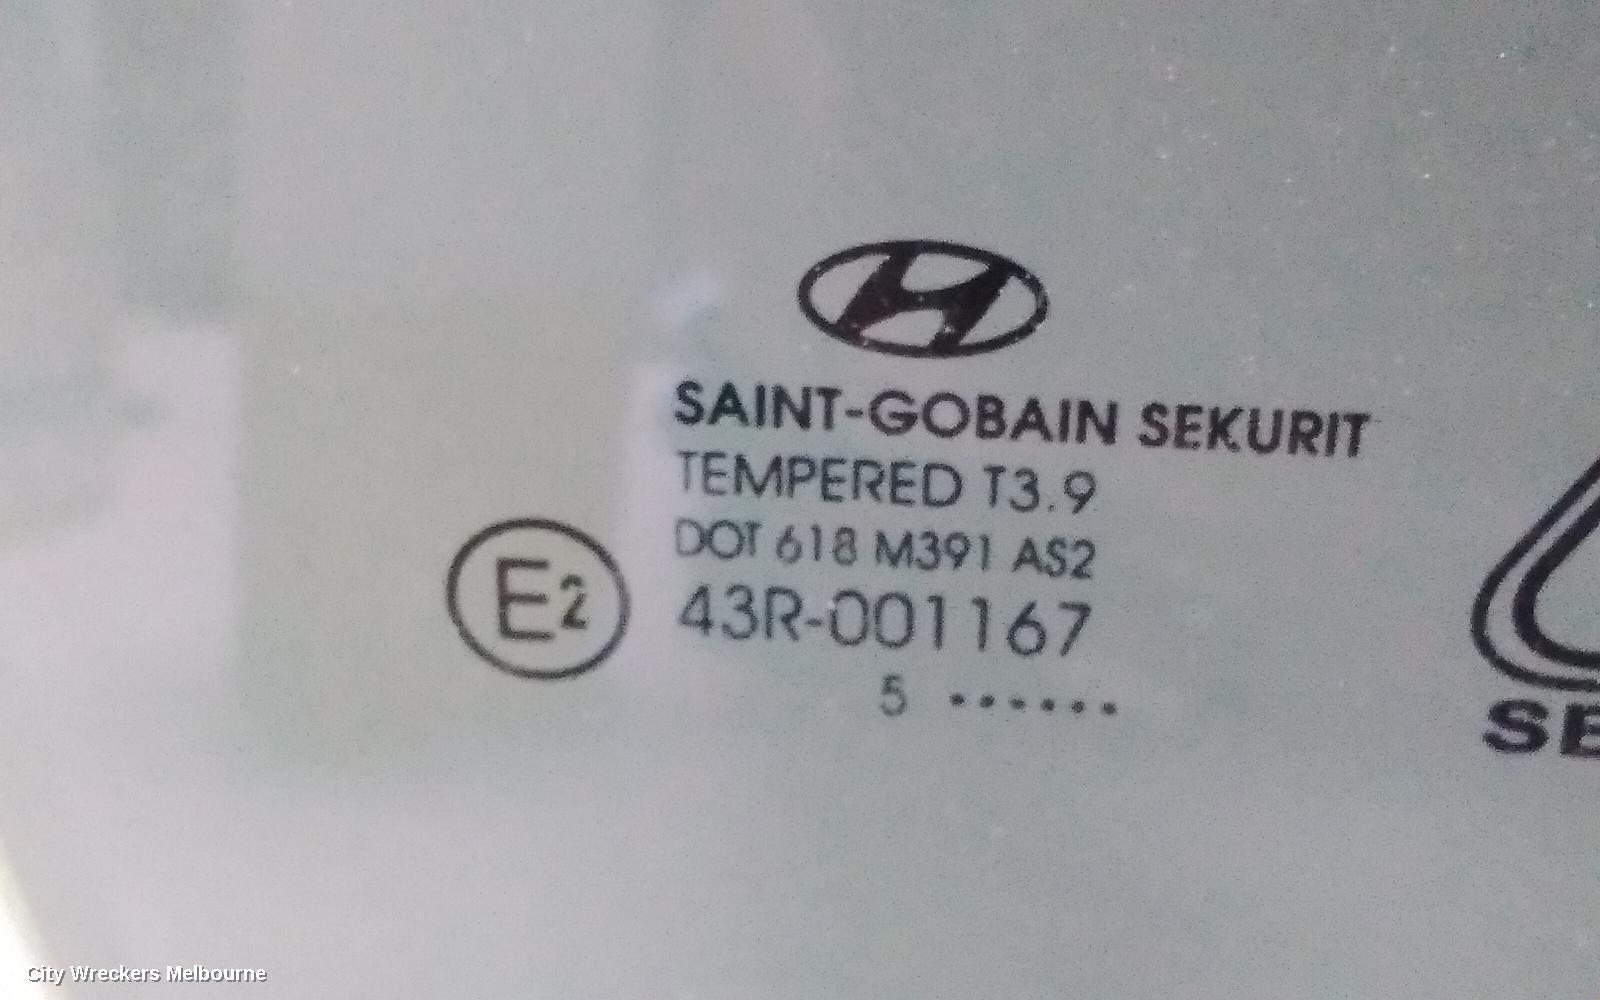 SAINT-GOBAIN SEKURIT
TEMPERED T3.9
DOT 618 M391 AS2
E2
43R-001167
5 ······
City Wreckers Melbourne